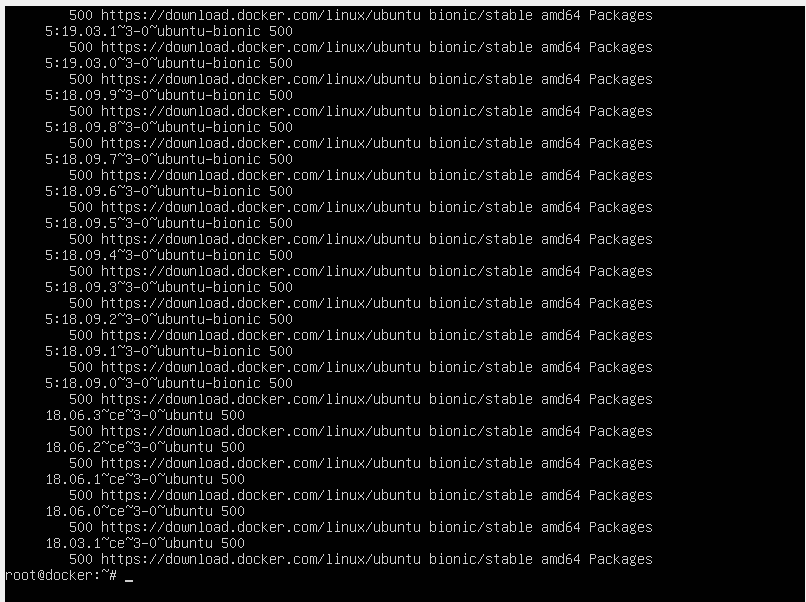 500 https://download.docker.com/linux/ubuntu bionic/stable amd64 Packages
5:19.03.1~3-0~ubuntu-bionic 500
500 https://download.docker.com/linux/ubuntu bionic/stable amd64 Packages
5:19.03.0~3-0~ubuntu-bionic 500
500 https://download.docker.com/linux/ubuntu bionic/stable amd64 Packages
5:18.09.9~3-0~ubuntu-bionic 500
500 https://download.docker.com/linux/ubuntu bionic/stable amd64 Packages
5:18.09.8~3-0~ubuntu-bionic 500
500 https://download.docker.com/linux/ubuntu bionic/stable amd64 Packages
5:18.09.7~3-0~ubuntu-bionic 500
500 https://download.docker.com/linux/ubuntu bionic/stable amd64 Packages
5:18.09.6~3-0~ubuntu-bionic 500
500 https://download.docker.com/linux/ubuntu bionic/stable amd64 Packages
5:18.09.5~3-0~ubuntu-bionic 500
500 https://download.docker.com/linux/ubuntu bionic/stable amd64 Packages
5:18.09.4~3-0~ubuntu-bionic 500
500 https://download.docker.com/linux/ubuntu bionic/stable amd64 Packages
5:18.09.3~3-0~ubuntu-bionic 500
500 https://download.docker.com/linux/ubuntu bionic/stable amd64 Packages
5:18.09.2~3-0~ubuntu-bionic 500
500 https://download.docker.com/linux/ubuntu bionic/stable amd64 Packages
5:18.09.1~3-0~ubuntu-bionic 500
500 https://download.docker.com/linux/ubuntu bionic/stable amd64 Packages
5:18.09.0~3-0~ubuntu-bionic 500
500 https://download.docker.com/linux/ubuntu bionic/stable amd64 Packages
18.06.3~ce~3-0~ubuntu 500
500 https://download.docker.com/linux/ubuntu bionic/stable amd64 Packages
18.06.2~ce~3-0~ubuntu 500
500 https://download.docker.com/linux/ubuntu bionic/stable amd64 Packages
18.06.1~ce~3-0~ubuntu 500
500 https://download.docker.com/linux/ubuntu bionic/stable amd64 Packages
18.06.0~ce~3-0~ubuntu 500
500 https://download.docker.com/linux/ubuntu bionic/stable amd64 Packages
18.03.1~ce~3-0~ubuntu 500
500 https://download.docker.com/linux/ubuntu bionic/stable amd64 Packages
root@docker:~# _